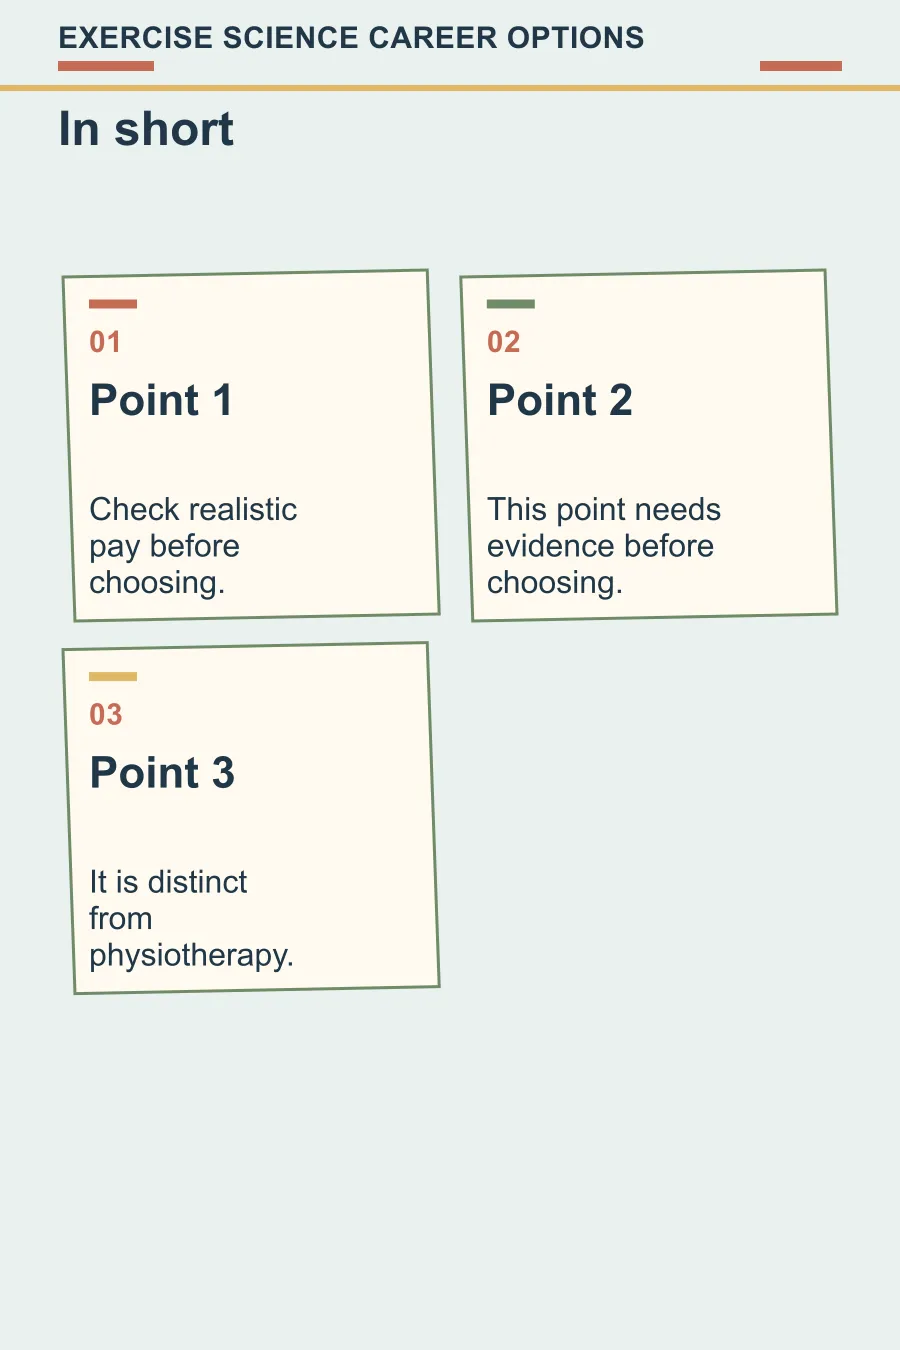 EXERCISE SCIENCE CAREER OPTIONS
In short
01
Point 1
Check realistic
pay before
choosing.
02
Point 2
This point needs
evidence before
choosing.
03
Point 3
It is distinct
from
physiotherapy.